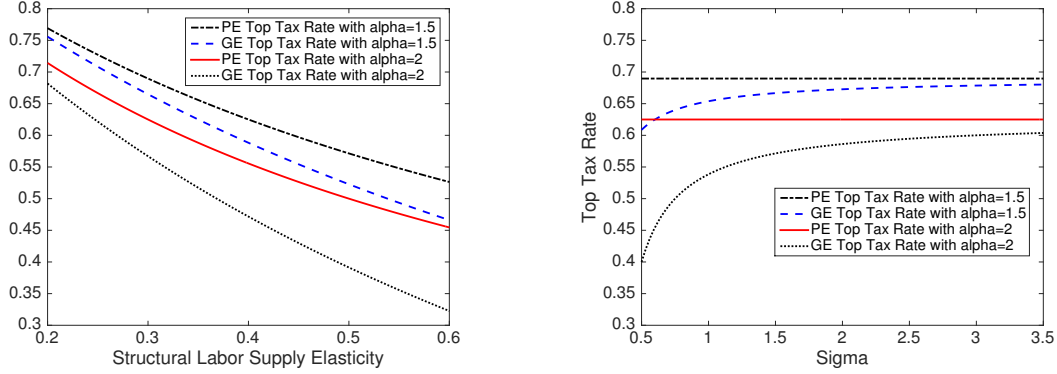 0.8
0.75
0.7
0.65
0.6
0.55
0.5
0.45
0.4
0.35
0.3
PE Top Tax Rate with alpha=1.5
GE Top Tax Rate with alpha=1.5
PE Top Tax Rate with alpha=2
GE Top Tax Rate with alpha=2
0.2 0.3 0.4 0.5 0.6
Structural Labor Supply Elasticity
Top Tax Rate
0.8
0.75
0.7
0.65
0.6
0.55
0.5
0.45
0.4
0.35
0.3
PE Top Tax Rate with alpha=1.5
GE Top Tax Rate with alpha=1.5
PE Top Tax Rate with alpha=2
GE Top Tax Rate with alpha=2
0.5 1 1.5 2 2.5 3 3.5
Sigma